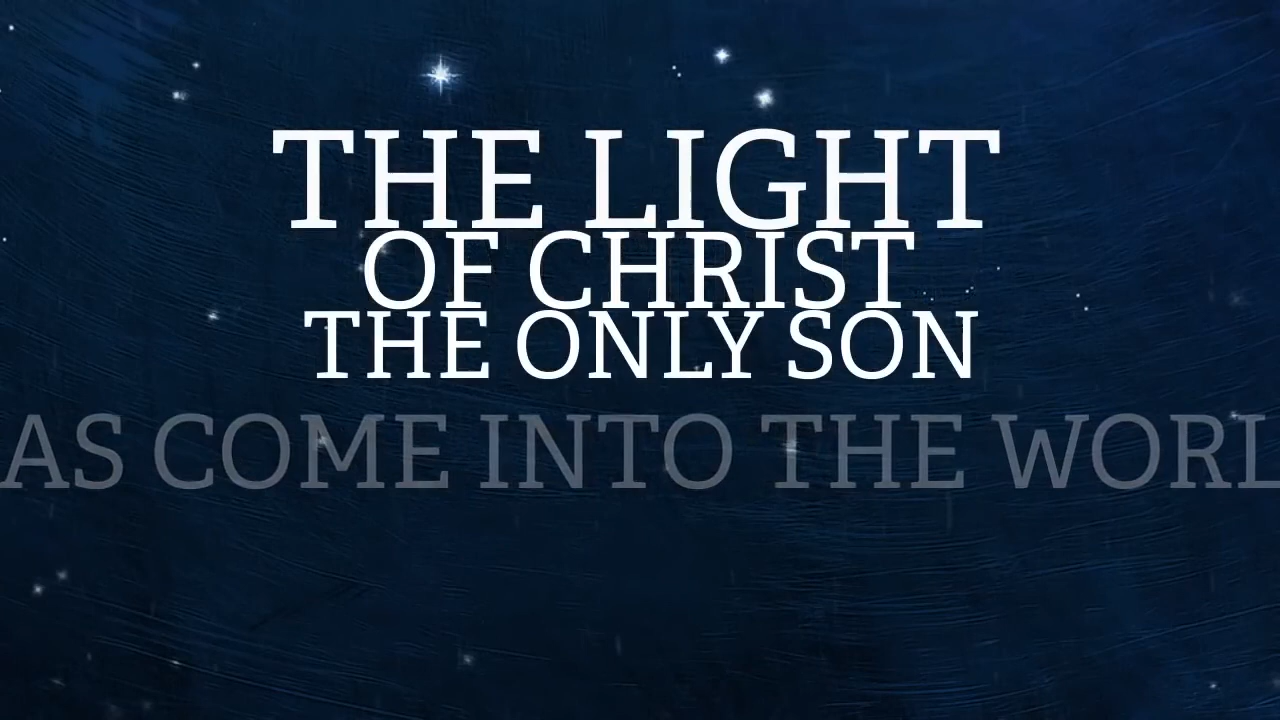 THE LIGHT
OF CHRIST
THE ONLY SON
AS COME INTO THE WORL